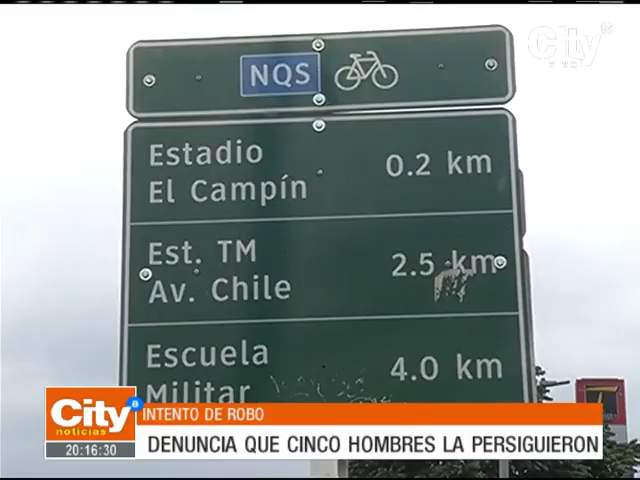 City
NQS
Estadio
El Campín
0.2 km
Est. TM
Av. Chile
2.5 km
Escuela
Militar
4.0 km
City
noticias
20:16:30
INTENTO DE ROBO
DENUNCIA QUE CINCO HOMBRES LA PERSIGUIERON